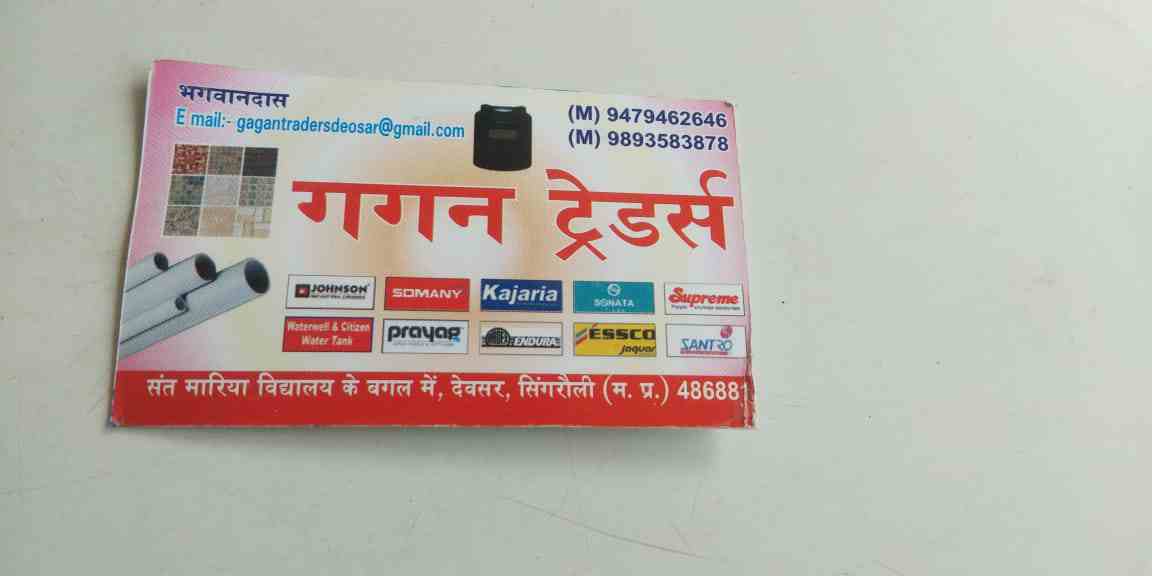 भगवानदास
E mail:- gagantradersdeosar@gmail.com
(M) 9479462646
(M) 9893583878
गगन ट्रेडर्स
JOHNSON
SOMANY
Kajaria
SONATA
Supreme
Waterwell & Citizen
Water Tank
prayag
ENDURA
ESSCO
jaquar
SANTRO
संत मारिया विद्यालय के बगल में, देवसर, सिंगरौली (म. प्र.) 486881